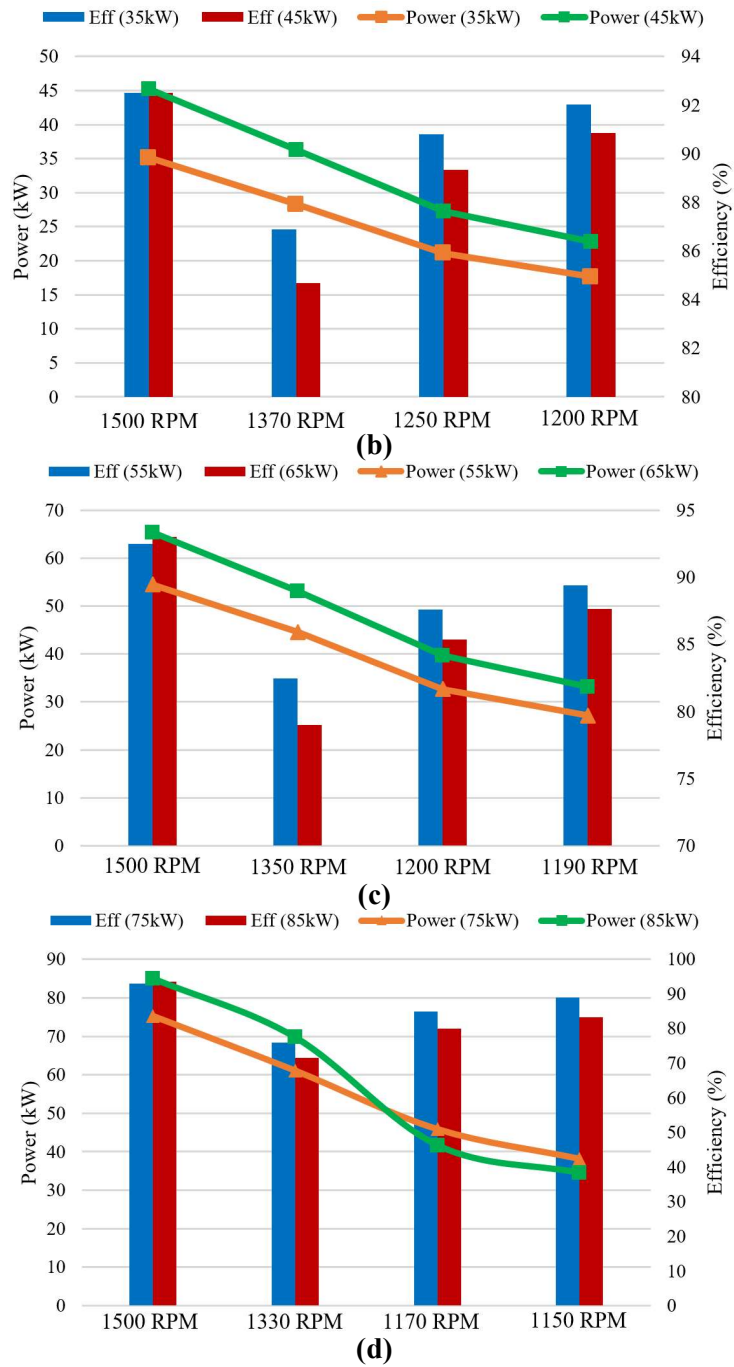 Eff (35kW) Eff (45kW) Power (35kW) Power (45kW)
50 94
45 92
40 90
35 88
30 86
25 84
20 82
15 80
10
5
0
Power (kW)
Efficiency (%)
1500 RPM 1370 RPM 1250 RPM 1200 RPM
(b)
Eff (55kW) Eff (65kW) Power (55kW) Power (65kW)
70 95
60 90
50 85
40 80
30 75
20 70
10
0
Power (kW)
Efficiency (%)
1500 RPM 1350 RPM 1200 RPM 1190 RPM
(c)
Eff (75kW) Eff (85kW) Power (75kW) Power (85kW)
90 100
80 90
70 80
60 70
50 60
40 50
30 40
20 30
10 20
0 10
0
Power (kW)
Efficiency (%)
1500 RPM 1330 RPM 1170 RPM 1150 RPM
(d)